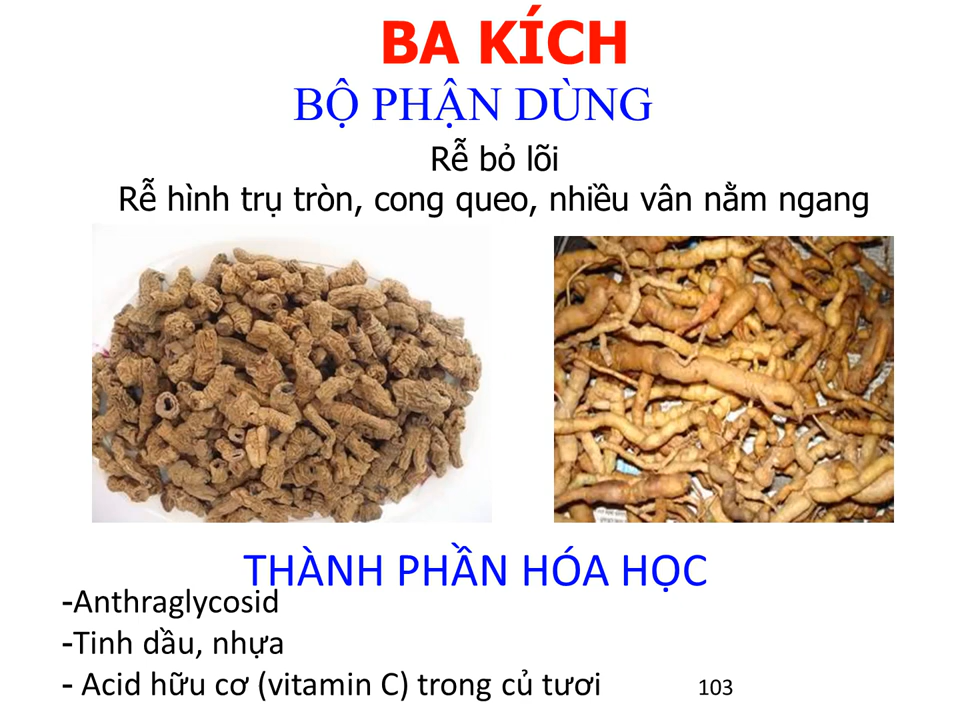 BA KÍCH
BỘ PHẬN DÙNG
Rễ bỏ lõi
Rễ hình trụ tròn, cong queo, nhiều vân nằm ngang
THÀNH PHẦN HÓA HỌC
-Anthraglycosid
-Tinh dầu, nhựa
- Acid hữu cơ (vitamin C) trong củ tươi
103